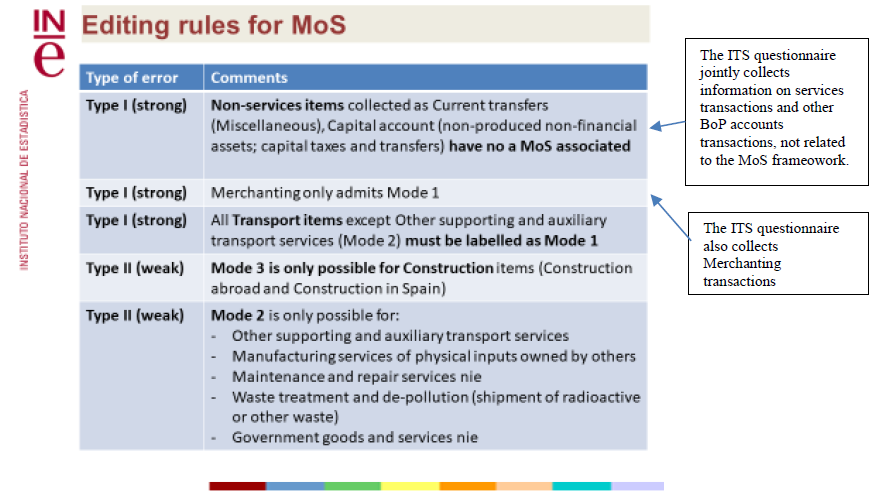 INe
INSTITUTO NACIONAL DE ESTADISTICA
Editing rules for MoS
Type of error
Comments
Type I (strong)
Non-services items collected as Current transfers
(Miscellaneous), Capital account (non-produced non-financial
assets; capital taxes and transfers) have no a MoS associated
Type I (strong)
Merchanting only admits Mode 1
Type I (strong)
All Transport items except Other supporting and auxiliary
transport services (Mode 2) must be labelled as Mode 1
Type II (weak)
Mode 3 is only possible for Construction items (Construction
abroad and Construction in Spain)
Type II (weak)
Mode 2 is only possible for:
- Other supporting and auxiliary transport services
- Manufacturing services of physical inputs owned by others
- Maintenance and repair services nie
- Waste treatment and de-pollution (shipment of radioactive
or other waste)
- Government goods and services nie
The ITS questionnaire
jointly collects
information on services
transactions and other
BoP accounts
transactions, not related
to the MoS frameowork.
The ITS questionnaire
also collects
Merchanting
transactions